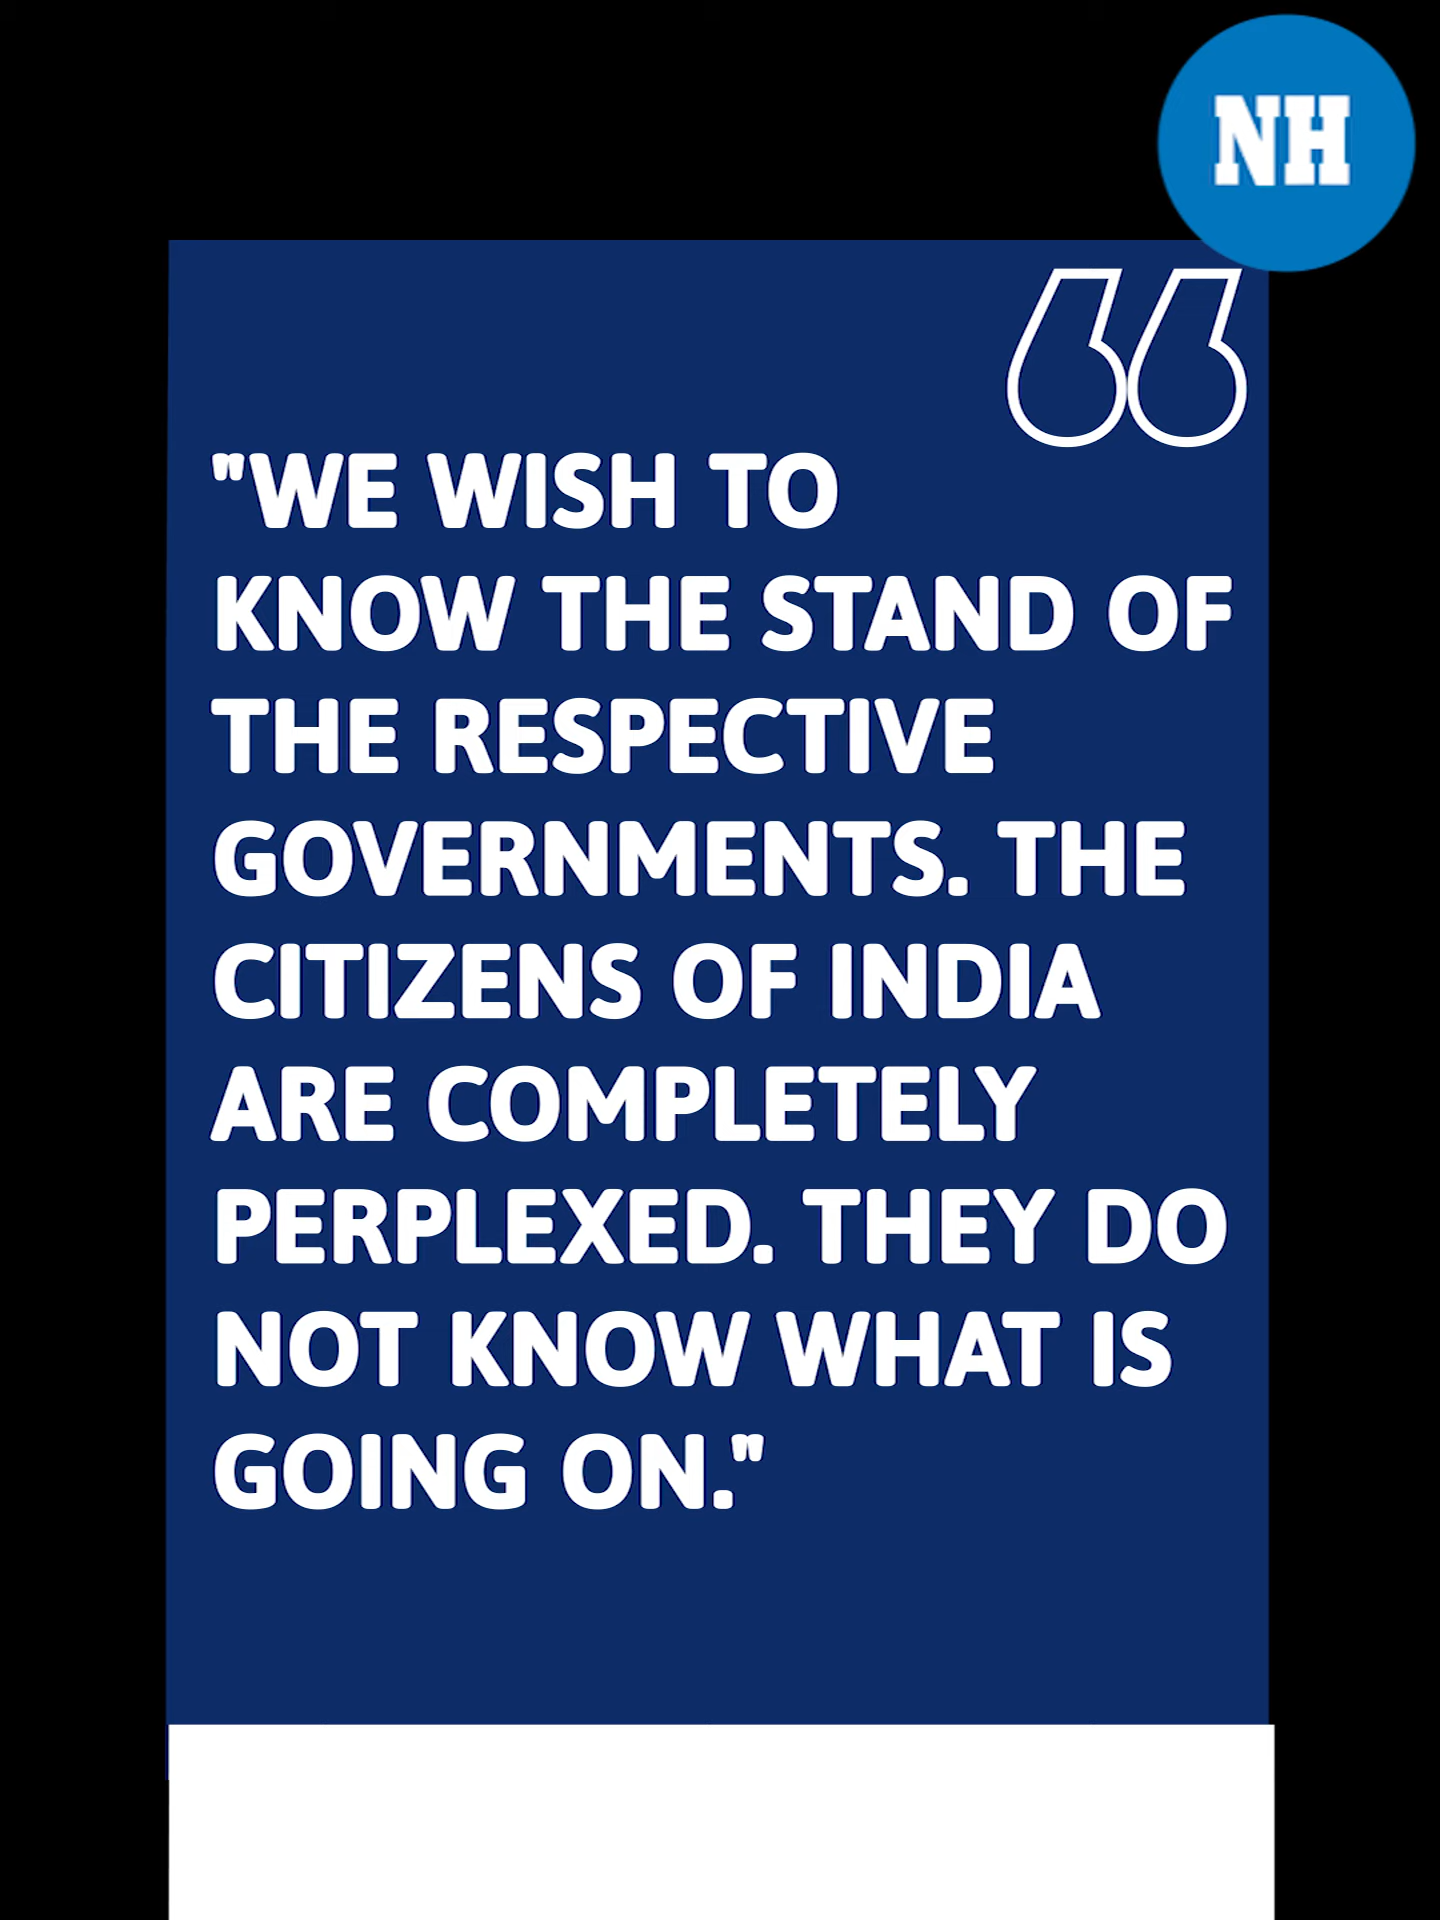 NH
"WE WISH TO
KNOW THE STAND OF
THE RESPECTIVE
GOVERNMENTS. THE
CITIZENS OF INDIA
ARE COMPLETELY
PERPLEXED. THEY DO
NOT KNOW WHAT IS
GOING ON."